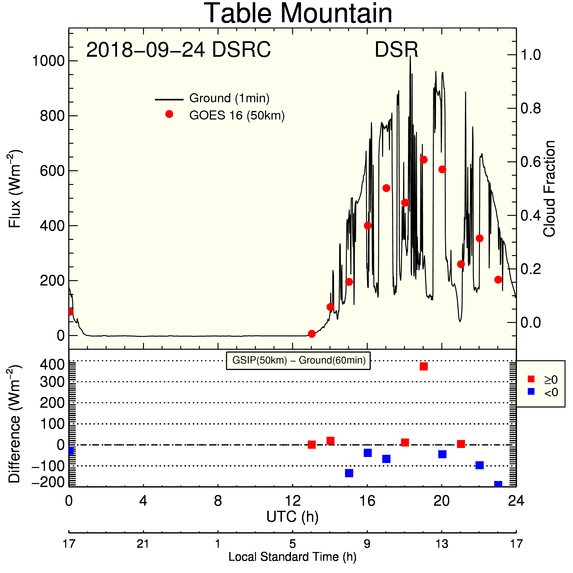 Table Mountain
2018−09−24 DSRC DSR
Ground (1min)
GOES 16 (50km)
Flux (Wm−2)
1000
800
600
400
200
0
Cloud Fraction
1.0
0.8
0.6
0.4
0.2
0.0
GSIP(50km) − Ground(60min)
Difference (Wm−2)
400
300
200
100
0
−100
−200
≥0
<0
0 4 8 12 16 20 24
UTC (h)
17 21 1 5 9 13 17
Local Standard Time (h)